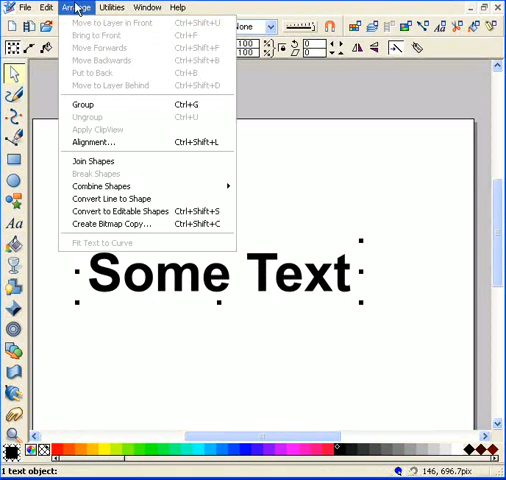 File Edit Arrange Utilities Window Help
Move to Layer in Front Ctrl+Shift+U
Bring to Front Ctrl+F
Move Forwards Ctrl+Shift+F
Move Backwards Ctrl+Shift+B
Put to Back Ctrl+B
Move to Layer Behind Ctrl+Shift+D
Group Ctrl+G
Ungroup Ctrl+U
Apply ClipView
Alignment... Ctrl+Shift+L
Join Shapes
Break Shapes
Combine Shapes
Convert Line to Shape
Convert to Editable Shapes Ctrl+Shift+S
Create Bitmap Copy... Ctrl+Shift+C
Fit Text to Curve
None
100
100
0
0
Aa
Some Text
1 text object:
146, 696.7pix